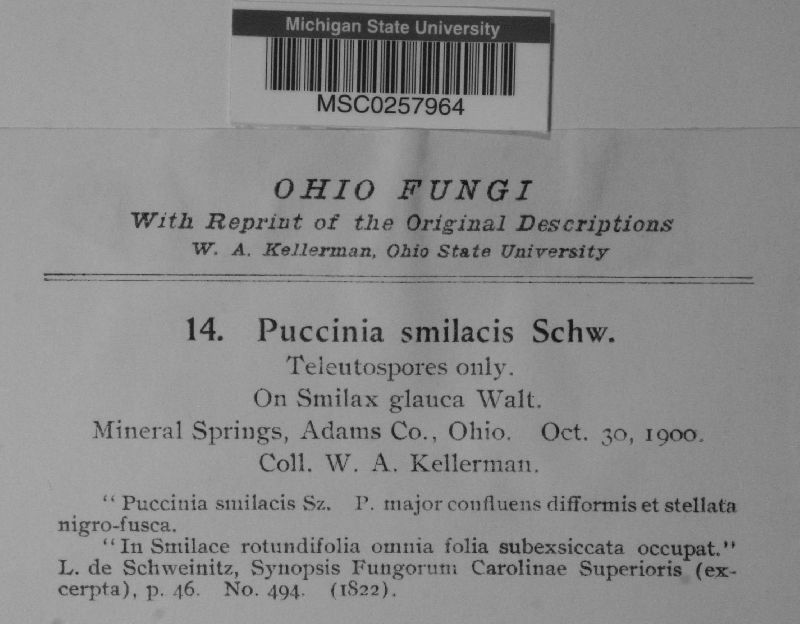 Michigan State University
MSC0257964
OHIO FUNGI
With Reprint of the Original Descriptions
W. A. Kellerman, Ohio State University
14. Puccinia smilacis Schw.
Teleutospores only.
On Smilax glauca Walt.
Mineral Springs, Adams Co., Ohio. Oct. 30, 1900.
Coll. W. A. Kellerman.
“Puccinia smilacis Sz. P. major confluens difformis et stellata
nigro-fusca.
“In Smilace rotundifolia omnia folia subexsiccata occupat.”
L. de Schweinitz, Synopsis Fungorum Carolinae Superioris (ex-
cerpta), p. 46. No. 494. (1822).